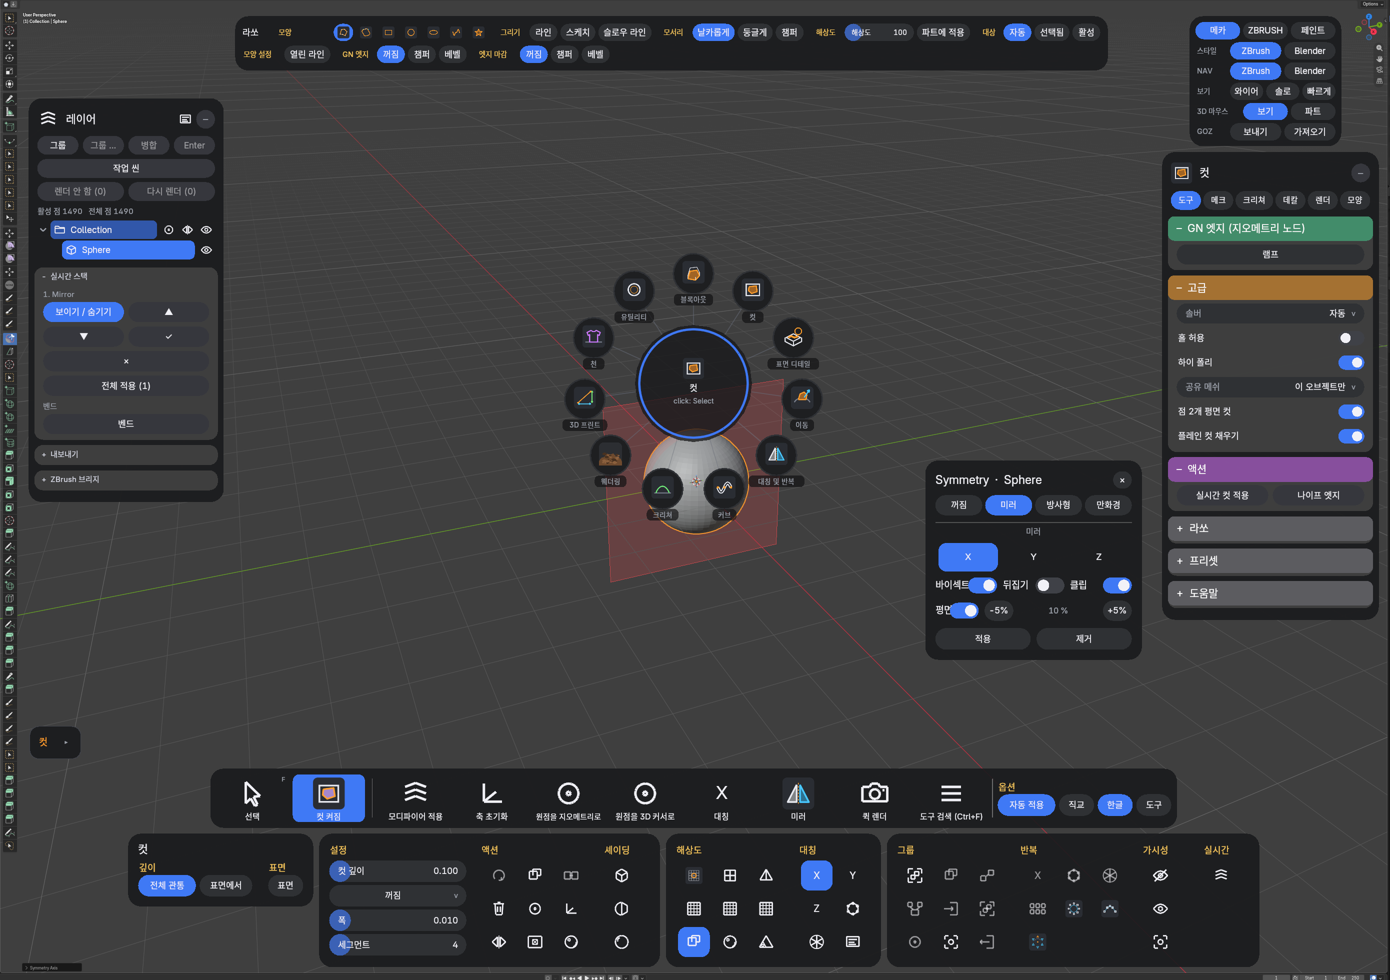 User Perspective
(1) Collection | Sphere
Options
라쏘 모양 그리기 라인 스케치 슬로우 라인 모서리 날카롭게 둥글게 챔퍼 해상도 해상도 100 파트에 적용 대상 자동 선택됨 활성
모양 설정 열린 라인 GN 엣지 꺼짐 챔퍼 베벨 엣지 마감 꺼짐 챔퍼 베벨
메카 ZBRUSH 페인트
스타일 ZBrush Blender
NAV ZBrush Blender
보기 와이어 솔로 빠르게
3D 마우스 보기 파트
GOZ 보내기 가져오기
레이어
그룹 그룹 ... 병합 Enter
작업 씬
렌더 안 함 (0) 다시 렌더 (0)
활성 점 1490 전체 점 1490
Collection
Sphere
실시간 스택
1. Mirror
보이기 / 숨기기 ▲
▼ ✓
×
전체 적용 (1)
벤드
벤드
+ 내보내기
+ ZBrush 브리지
블록아웃
유틸리티
컷
전
표면 디테일
3D 프린트
이동
웨더링
대칭 및 반복
크리쳐
커브
컷
click: Select
컷
도구 메크 크리쳐 데칼 렌더 모양
− GN 엣지 (지오메트리 노드)
램프
− 고급
솔버 자동
홀 허용
하이 폴리
공유 메쉬 이 오브젝트만
점 2개 평면 컷
플레인 컷 채우기
− 액션
실시간 컷 적용 나이프 엣지
+ 라쏘
+ 프리셋
+ 도움말
Symmetry · Sphere ×
꺼짐 미러 방사형 만화경
미러
X Y Z
바이섹트 뒤집기 클립
평면 -5% 10 % +5%
적용 제거
컷
F
선택 컷 켜짐 모디파이어 적용 축 초기화 원점을 지오메트리로 원점을 3D 커서로 X 대칭 미러 퀵 렌더 도구 검색 (Ctrl+F)
옵션
자동 적용 직교 한글 도구
컷
깊이 표면
전체 관통 표면에서 표면
설정 액션 셰이딩
컷 깊이 0.100
꺼짐
폭 0.010
세그먼트 4
해상도 대칭
X Y
Z
그룹 반복 가시성 실시간
X
Symmetry Axis
1 Start 1 End 250